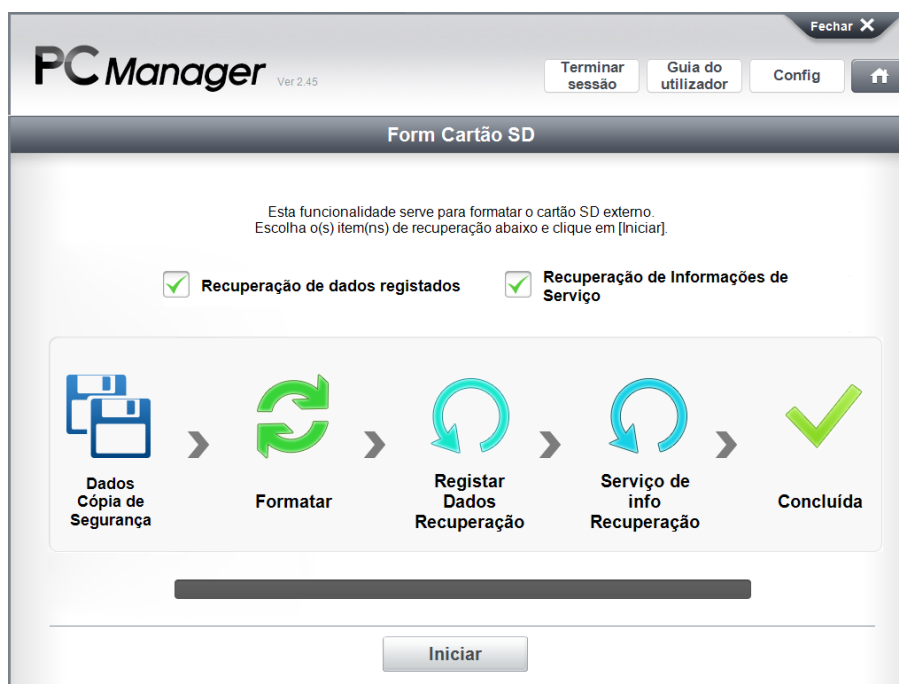 Fechar
PC Manager Ver 2.45
Terminar
sessão
Guia do
utilizador
Config
Form Cartão SD
Esta funcionalidade serve para formatar o cartão SD externo.
Escolha o(s) item(ns) de recuperação abaixo e clique em [Iniciar].
Recuperação de dados registados
Recuperação de Informações de
Serviço
Dados
Cópia de
Segurança
Formatar
Registar
Dados
Recuperação
Serviço de
info
Recuperação
Concluída
Iniciar